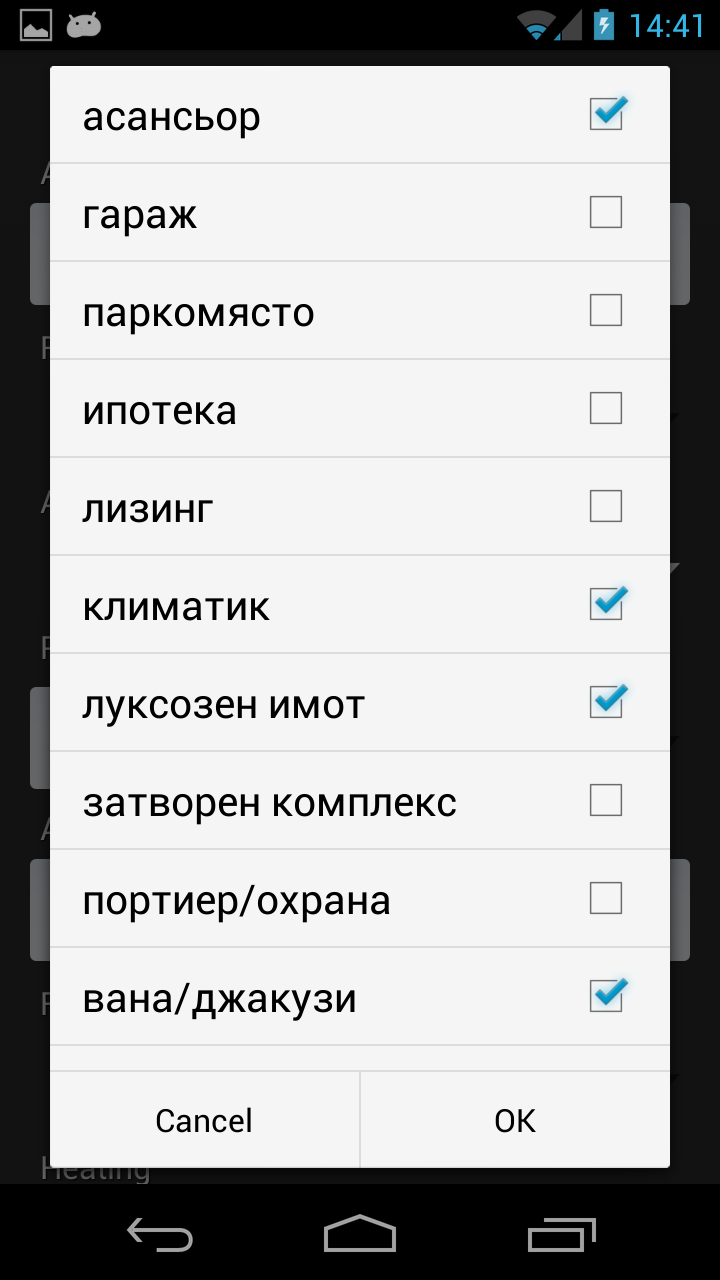 14:41
асансьор
гараж
паркомясто
ипотека
лизинг
климатик
луксозен имот
затворен комплекс
портиер/охрана
вана/джакузи
Cancel
OK
Heating